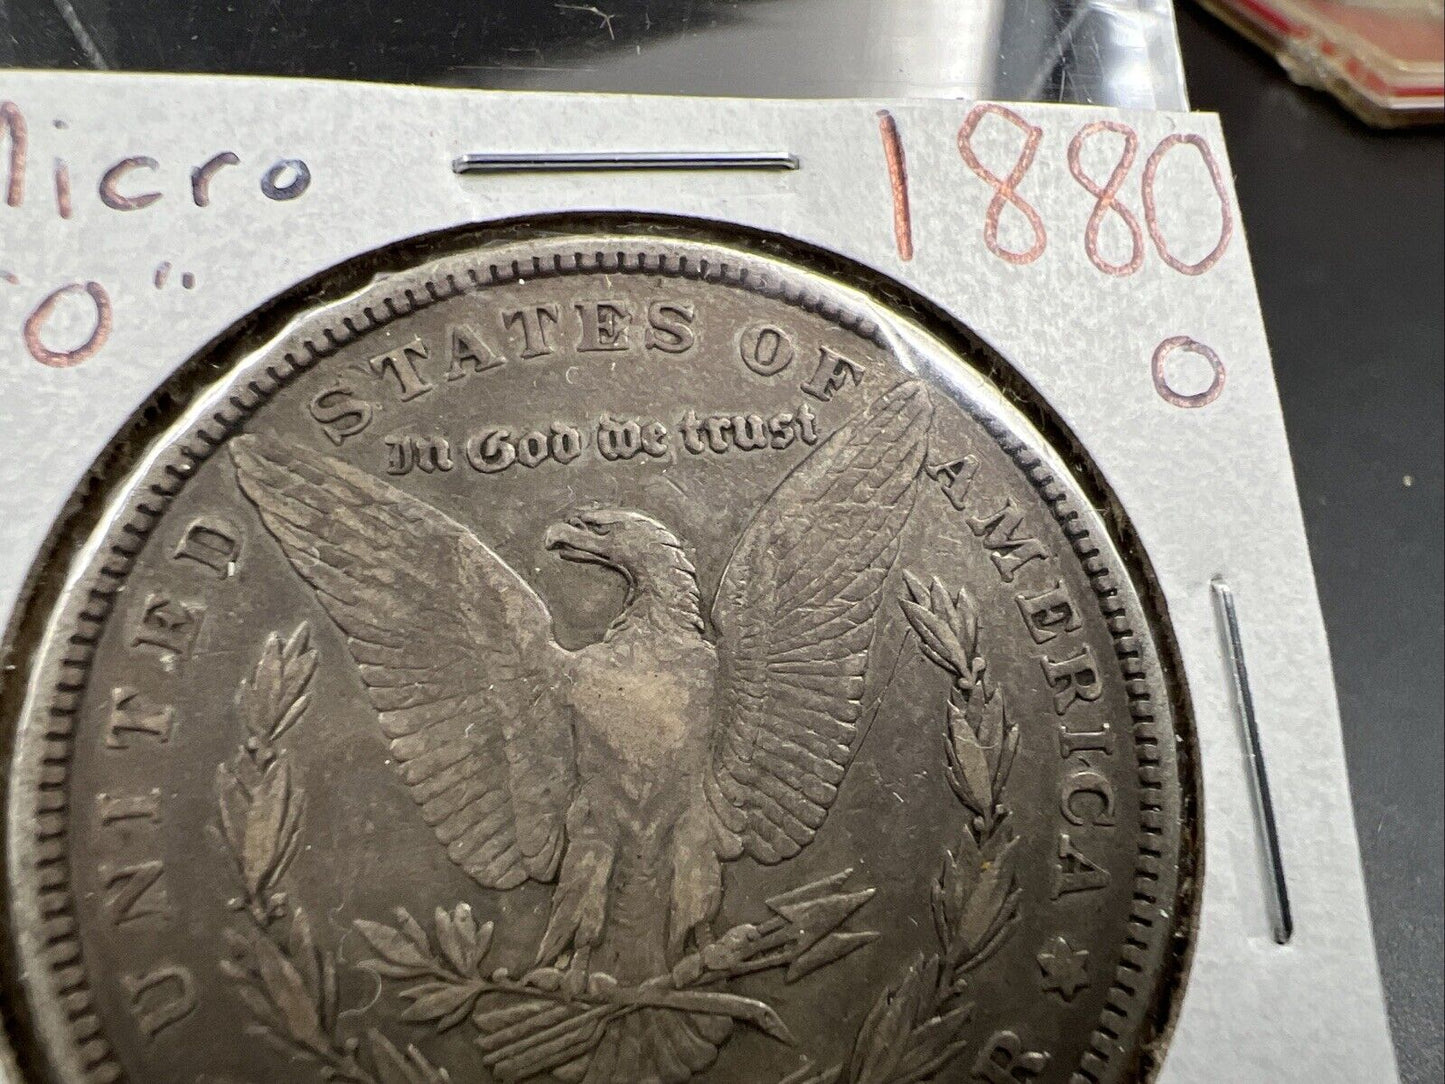 Micro 1880
"O" O
UNITED STATES OF AMERICA
In God we trust
R